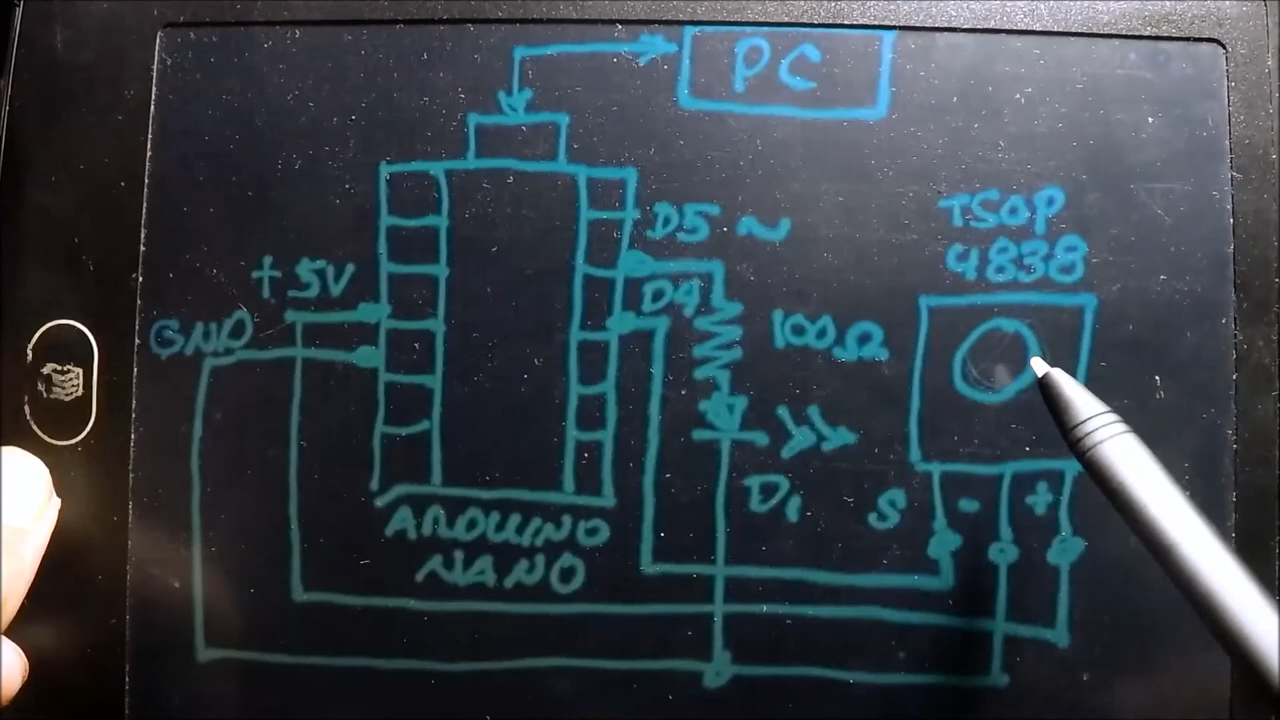 PC
D5 ~
TSOP
4838
+5V
D4
GND
100Ω
D1
S - +
ARDUINO
NANO